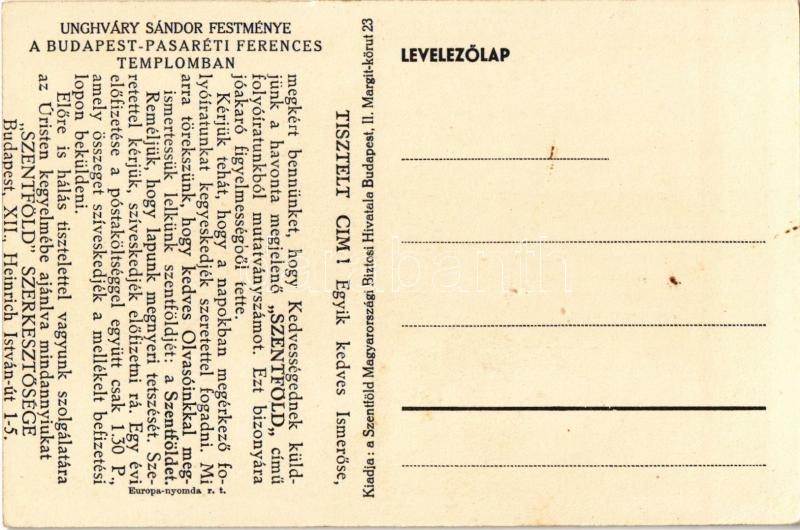 UNGHVÁRY SÁNDOR FESTMÉNYE
A BUDAPEST-PASARÉTI FERENCES
TEMPLOMBAN
TISZTELT CIM! Egyik kedves Ismerőse,
megkért bennünket, hogy Kedvességednek küld-
jünk a havonta megjelenő „SZENTFÖLD„ című
folyóiratunkból mutatványszámot. Ezt bizonyára
jóakaró figyelmességből tette.
Kérjük tehát, hogy a napokban megérkező fo-
lyóiratunkat kegyeskedjék szeretettel fogadni. Mi
arra törekszünk, hogy kedves Olvasóinkkal meg-
ismertessük lelkünk szentföldjét: a Szentföldet.
Reméljük, hogy lapunk megnyeri tetszését. Sze-
retettel kérjük, szíveskedjék előfizetni rá. Egy évi
előfizetése a póstaköltséggel együtt csak 1.30 P.,
amely összeget szíveskedjék a mellékelt befizetési
lopon beküldeni.
Előre is hálás tisztelettel vagyunk szolgálatára
az Úristen kegyelmébe ajánlva mindannyiukat
„SZENTFÖLD” SZERKESZTŐSÉGE
Budapest, XII., Heinrich István-út 1-5.
Europa-nyomda r. t.
Kiadja: a Szentföld Magyarországi Biztosi Hivatala Budapest, II. Margit-körut 23
LEVELEZŐLAP
darabanth